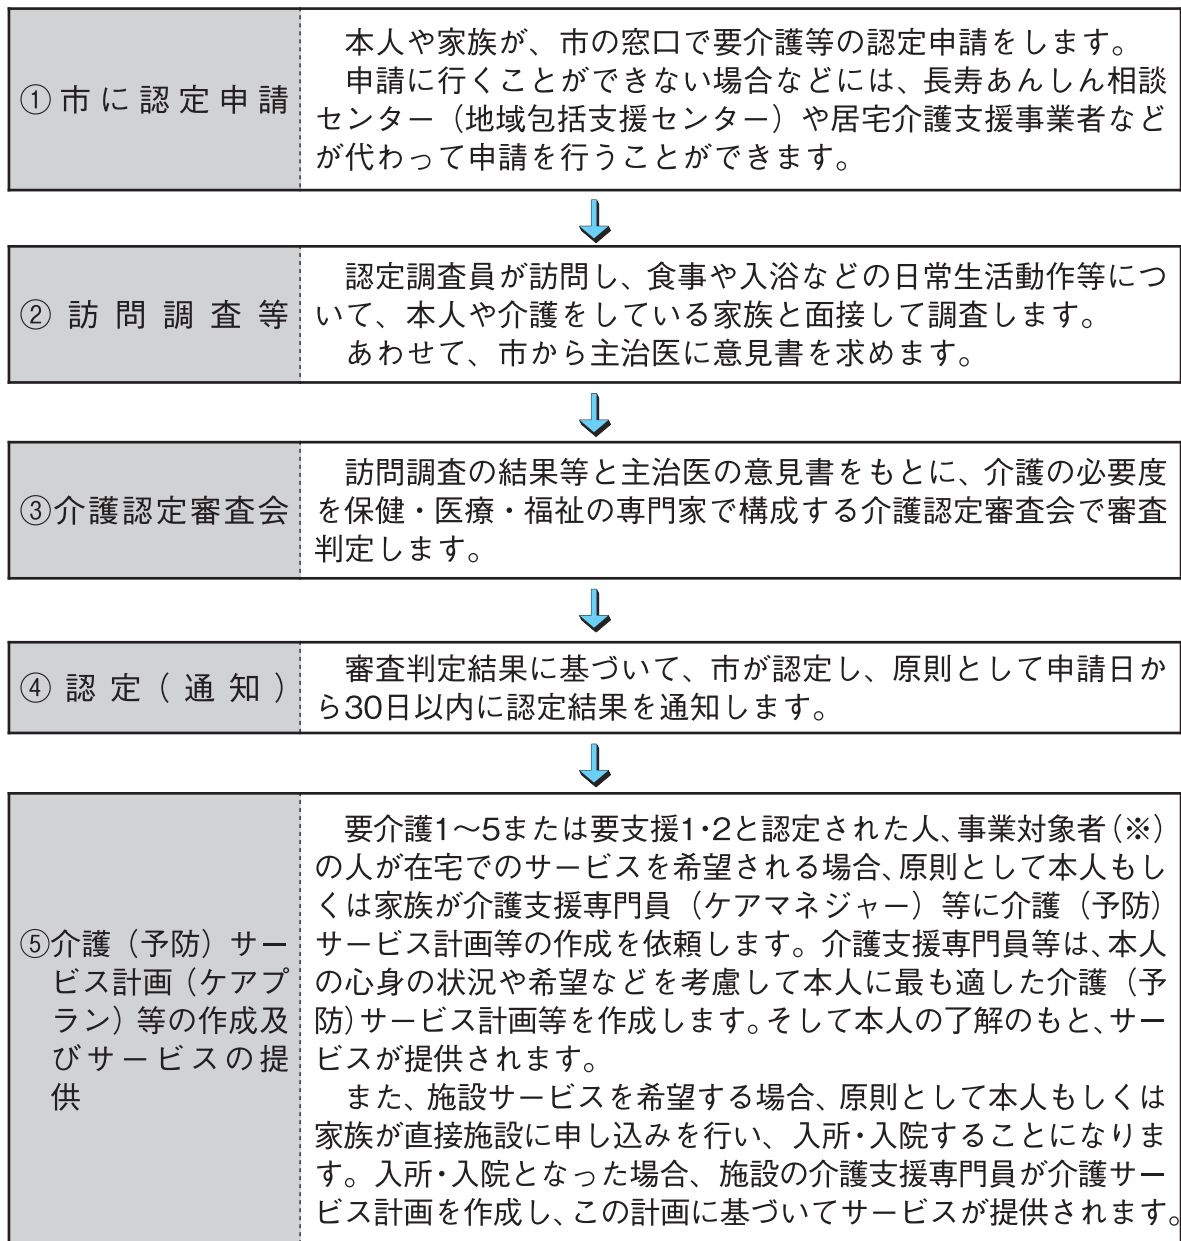 ①市に認定申請
本人や家族が、市の窓口で要介護等の認定申請をします。
申請に行くことができない場合などには、長寿あんしん相談
センター（地域包括支援センター）や居宅介護支援事業者など
が代わって申請を行うことができます。
②訪問調査等
認定調査員が訪問し、食事や入浴などの日常生活動作等につ
いて、本人や介護をしている家族と面接して調査します。
あわせて、市から主治医に意見書を求めます。
③介護認定審査会
訪問調査の結果等と主治医の意見書をもとに、介護の必要度
を保健・医療・福祉の専門家で構成する介護認定審査会で審査
判定します。
④認定（通知）
審査判定結果に基づいて、市が認定し、原則として申請日か
ら30日以内に認定結果を通知します。
⑤介護（予防）サー
ビス計画（ケアプ
ラン）等の作成及
びサービスの提
供
要介護1〜5または要支援1・2と認定された人、事業対象者（※）
の人が在宅でのサービスを希望される場合、原則として本人もし
くは家族が介護支援専門員（ケアマネジャー）等に介護（予防）
サービス計画等の作成を依頼します。介護支援専門員等は、本人
の心身の状況や希望などを考慮して本人に最も適した介護（予
防）サービス計画等を作成します。そして本人の了解のもと、サー
ビスが提供されます。
また、施設サービスを希望する場合、原則として本人もしくは
家族が直接施設に申し込みを行い、入所・入院することになりま
す。入所・入院となった場合、施設の介護支援専門員が介護サー
ビス計画を作成し、この計画に基づいてサービスが提供されます。